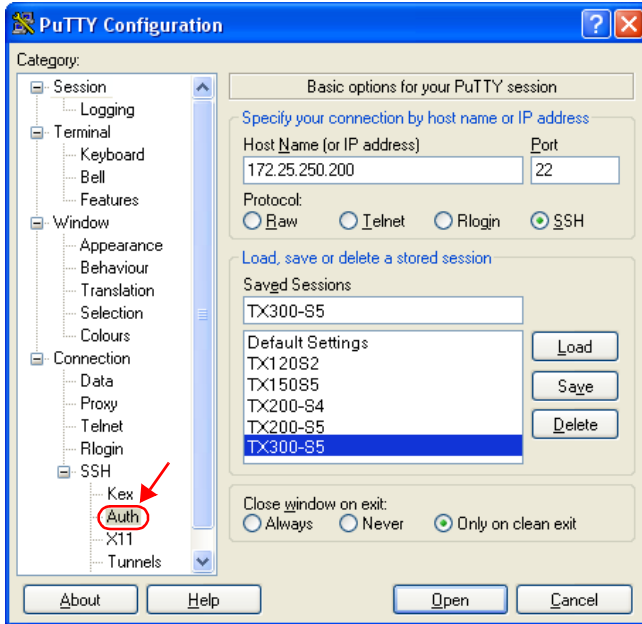 PuTTY Configuration
Category:
Session
Logging
Terminal
Keyboard
Bell
Features
Window
Appearance
Behaviour
Translation
Selection
Colours
Connection
Data
Proxy
Telnet
Rlogin
SSH
Kex
Auth
X11
Tunnels
Basic options for your PuTTY session
Specify your connection by host name or IP address
Host Name (or IP address) Port
172.25.250.200 22
Protocol:
Raw Telnet Rlogin SSH
Load, save or delete a stored session
Saved Sessions
TX300-S5
Default Settings
TX120S2
TX150S5
TX200-S4
TX200-S5
TX300-S5
Load
Save
Delete
Close window on exit:
Always Never Only on clean exit
About Help Open Cancel